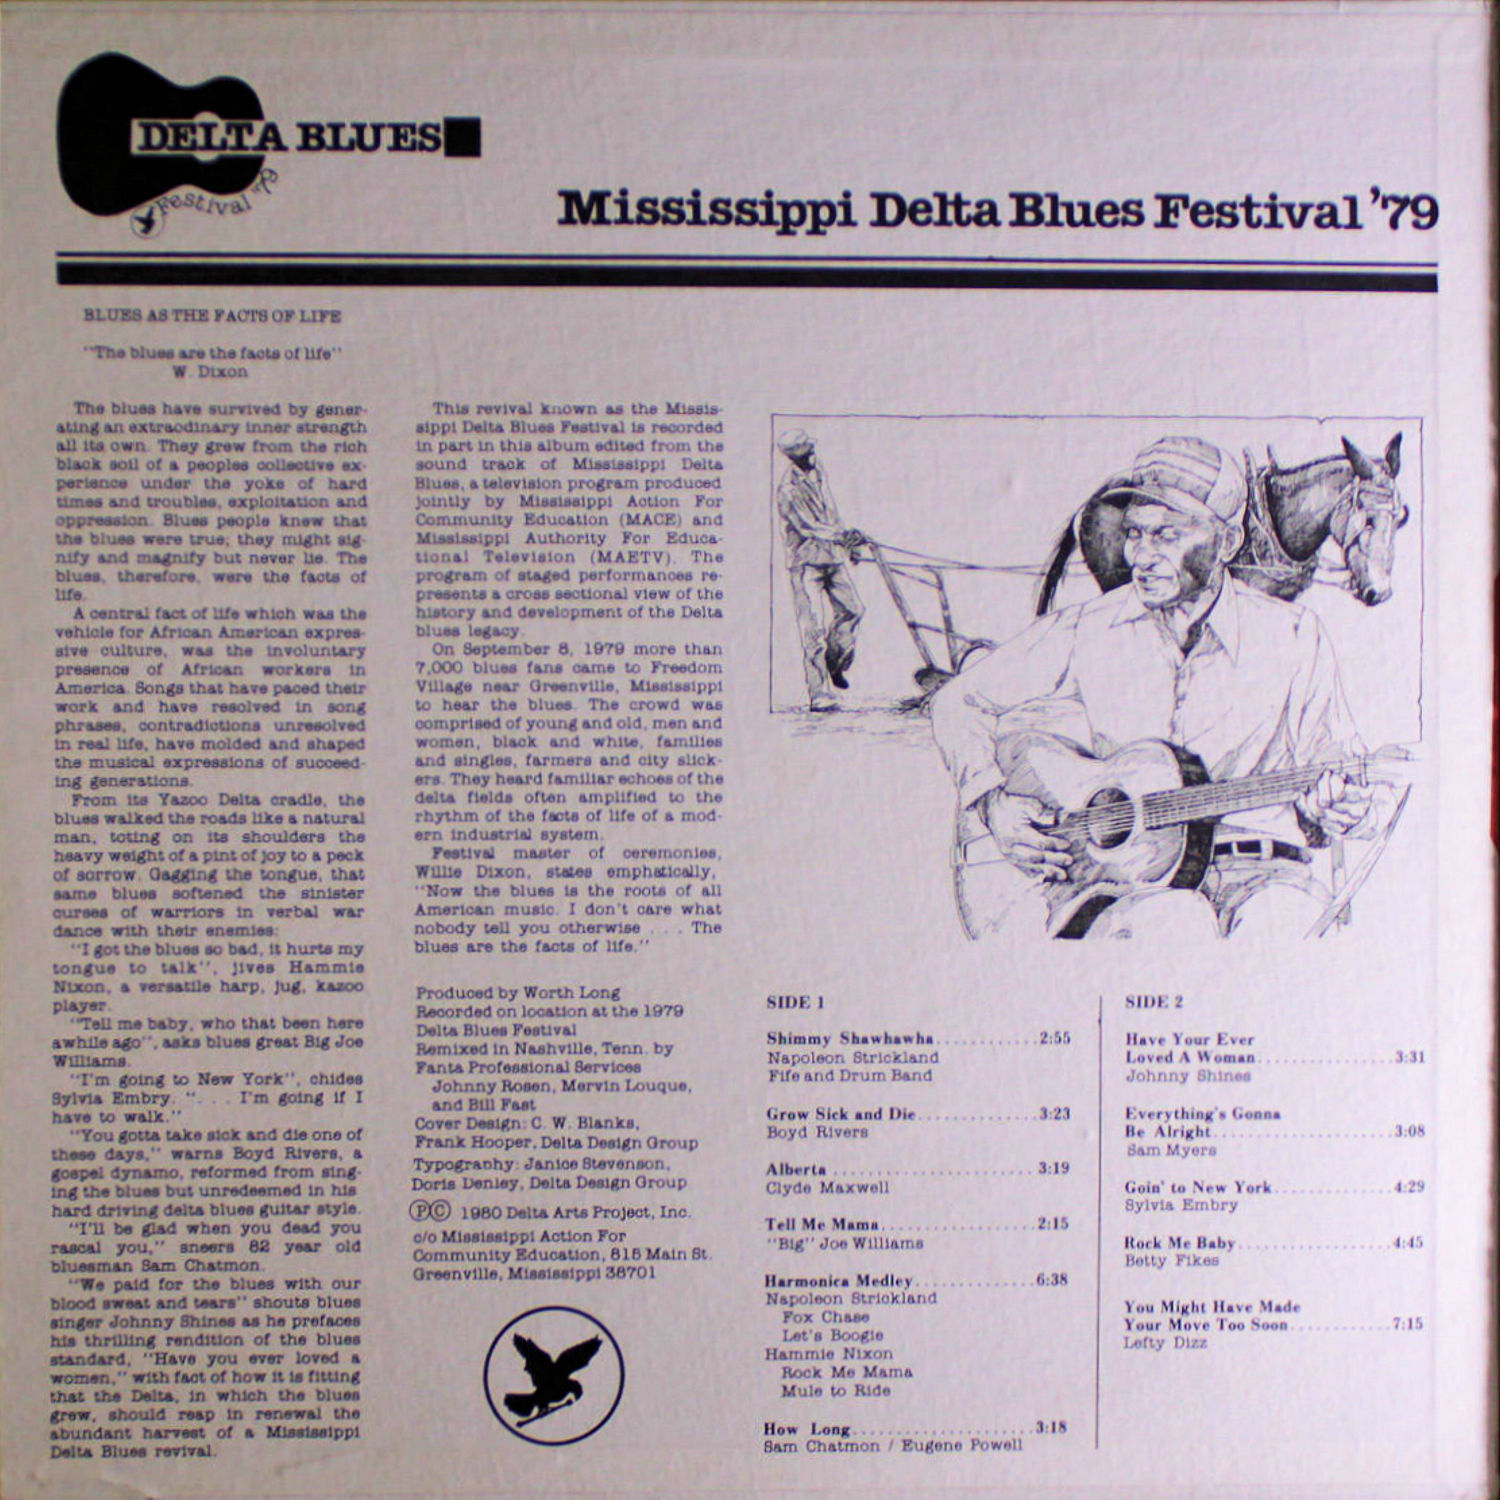 DELTA BLUES
Festival '79
Mississippi Delta Blues Festival '79
BLUES AS THE FACTS OF LIFE
"The blues are the facts of life"
W. Dixon
The blues have survived by gener-
ating an extraodinary inner strength
all its own. They grew from the rich
black soil of a peoples collective ex-
perience under the yoke of hard
times and troubles, exploitation and
oppression. Blues people knew that
the blues were true; they might sig-
nify and magnify but never lie. The
blues, therefore, were the facts of
life.
A central fact of life which was the
vehicle for African American expres-
sive culture, was the involuntary
presence of African workers in
America. Songs that have paced their
work and have resolved in song
phrases, contradictions unresolved
in real life, have molded and shaped
the musical expressions of succeed-
ing generations.
From its Yazoo Delta cradle, the
blues walked the roads like a natural
man, toting on its shoulders the
heavy weight of a pint of joy to a peck
of sorrow. Gagging the tongue, that
same blues softened the sinister
curses of warriors in verbal war
dance with their enemies:
"I got the blues so bad, it hurts my
tongue to talk", jives Hammie
Nixon, a versatile harp, jug, kazoo
player.
"Tell me baby, who that been here
awhile ago", asks blues great Big Joe
Williams.
"I'm going to New York", chides
Sylvia Embry. ". . . I'm going if I
have to walk."
"You gotta take sick and die one of
these days," warns Boyd Rivers, a
gospel dynamo, reformed from sing-
ing the blues but unredeemed in his
hard driving delta blues guitar style.
"I'll be glad when you dead you
rascal you," sneers 82 year old
bluesman Sam Chatmon.
"We paid for the blues with our
blood sweat and tears" shouts blues
singer Johnny Shines as he prefaces
his thrilling rendition of the blues
standard, "Have you ever loved a
women," with fact of how it is fitting
that the Delta, in which the blues
grew, should reap in renewal the
abundant harvest of a Mississippi
Delta Blues revival.
This revival known as the Missis-
sippi Delta Blues Festival is recorded
in part in this album edited from the
sound track of Mississippi Delta
Blues, a television program produced
jointly by Mississippi Action For
Community Education (MACE) and
Mississippi Authority For Educa-
tional Television (MAETV). The
program of staged performances re-
presents a cross sectional view of the
history and development of the Delta
blues legacy.
On September 8, 1979 more than
7,000 blues fans came to Freedom
Village near Greenville, Mississippi
to hear the blues. The crowd was
comprised of young and old, men and
women, black and white, families
and singles, farmers and city slick-
ers. They heard familiar echoes of the
delta fields often amplified to the
rhythm of the facts of life of a mod-
ern industrial system.
Festival master of ceremonies,
Willie Dixon, states emphatically,
"Now the blues is the roots of all
American music. I don't care what
nobody tell you otherwise . . . The
blues are the facts of life."
Produced by Worth Long
Recorded on location at the 1979
Delta Blues Festival
Remixed in Nashville, Tenn. by
Fanta Professional Services
Johnny Rosen, Mervin Louque,
and Bill Fast
Cover Design: C. W. Blanks,
Frank Hooper, Delta Design Group
Typography: Janice Stevenson,
Doris Denley, Delta Design Group
Ⓟ© 1980 Delta Arts Project, Inc.
c/o Mississippi Action For
Community Education, 815 Main St.
Greenville, Mississippi 38701
SIDE 1
Shimmy Shawhawha............2:55
Napoleon Strickland
Fife and Drum Band
Grow Sick and Die..............3:23
Boyd Rivers
Alberta ........................ 3:19
Clyde Maxwell
Tell Me Mama..................2:15
"Big" Joe Williams
Harmonica Medley..............6:38
Napoleon Strickland
Fox Chase
Let's Boogie
Hammie Nixon
Rock Me Mama
Mule to Ride
How Long......................3:18
Sam Chatmon / Eugene Powell
SIDE 2
Have Your Ever
Loved A Woman................3:31
Johnny Shines
Everything's Gonna
Be Alright......................3:08
Sam Myers
Goin' to New York..............4:29
Sylvia Embry
Rock Me Baby..................4:45
Betty Fikes
You Might Have Made
Your Move Too Soon............7:15
Lefty Dizz